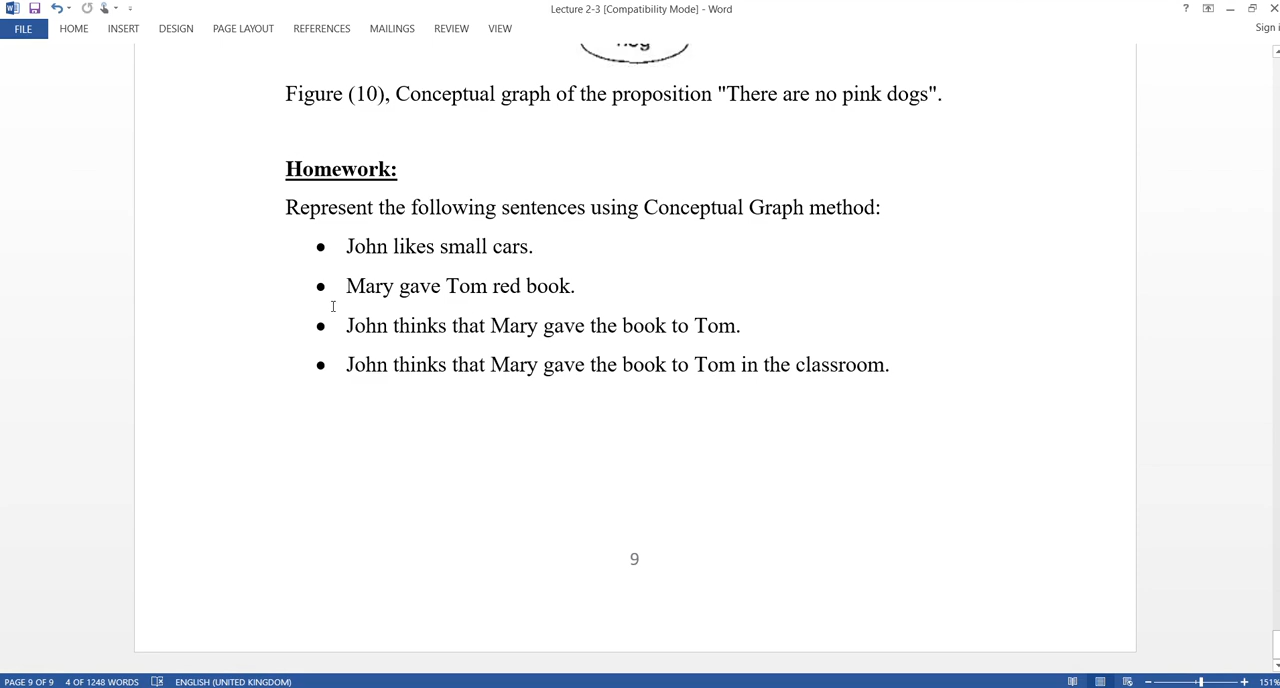 Lecture 2-3 [Compatibility Mode] - Word
?
FILE HOME INSERT DESIGN PAGE LAYOUT REFERENCES MAILINGS REVIEW VIEW
Sign i
Figure (10), Conceptual graph of the proposition "There are no pink dogs".
Homework:
Represent the following sentences using Conceptual Graph method:
• John likes small cars.
• Mary gave Tom red book.
• John thinks that Mary gave the book to Tom.
• John thinks that Mary gave the book to Tom in the classroom.
9
PAGE 9 OF 9 4 OF 1248 WORDS ENGLISH (UNITED KINGDOM) 151%